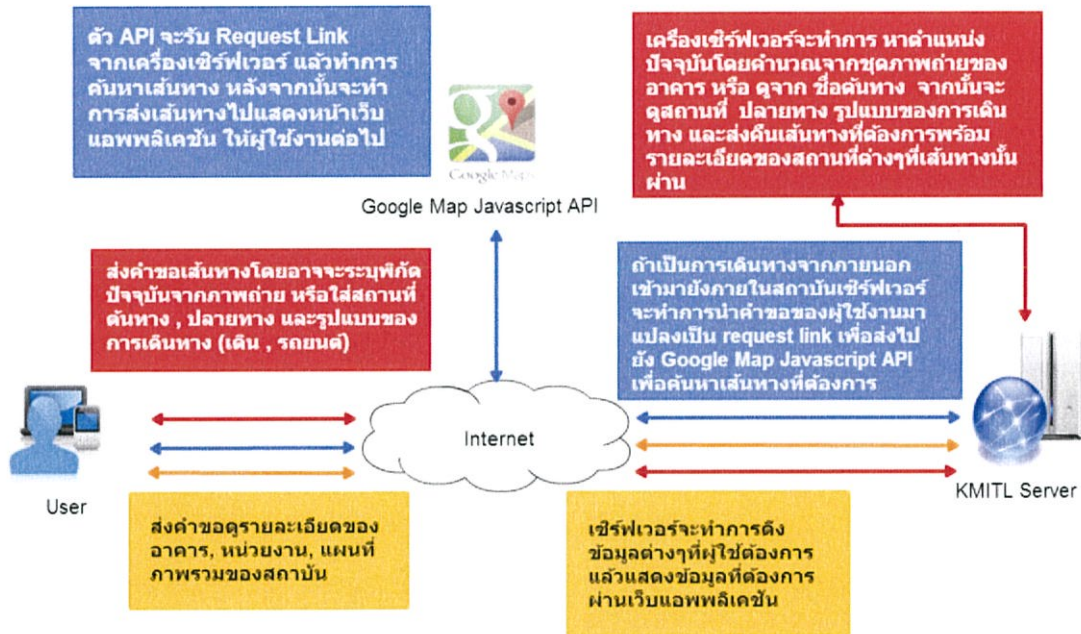 ตัว API จะรับ Request Link
จากเครื่องเซิร์ฟเวอร์ แล้วทำการ
ค้นหาเส้นทาง หลังจากนั้นจะทำ
การส่งเส้นทางไปแสดงหน้าเว็บ
แอพพลิเคชัน ให้ผู้ใช้งานต่อไป
Google Maps
Google Map Javascript API
เครื่องเซิร์ฟเวอร์จะทำการ หาตำแหน่ง
ปัจจุบันโดยคำนวณจากชุดภาพถ่ายของ
อาคาร หรือ ดูจาก ชื่อต้นทาง จากนั้นจะ
ดูสถานที่ ปลายทาง รูปแบบของการเดิน
ทาง และส่งคืนเส้นทางที่ต้องการพร้อม
รายละเอียดของสถานที่ต่างๆที่เส้นทางนั้น
ผ่าน
ส่งคำขอเส้นทางโดยอาจจะระบุพิกัด
ปัจจุบันจากภาพถ่าย หรือใส่สถานที่
ต้นทาง , ปลายทาง และรูปแบบของ
การเดินทาง (เดิน , รถยนต์)
ถ้าเป็นการเดินทางจากภายนอก
เข้ามายังภายในสถาบันเซิร์ฟเวอร์
จะทำการนำคำขอของผู้ใช้งานมา
แปลงเป็น request link เพื่อส่งไป
ยัง Google Map Javascript API
เพื่อค้นหาเส้นทางที่ต้องการ
User
Internet
KMITL Server
ส่งคำขอดูรายละเอียดของ
อาคาร, หน่วยงาน, แผนที่
ภาพรวมของสถาบัน
เซิร์ฟเวอร์จะทำการดึง
ข้อมูลต่างๆที่ผู้ใช้ต้องการ
แล้วแสดงข้อมูลที่ต้องการ
ผ่านเว็บแอพพลิเคชัน